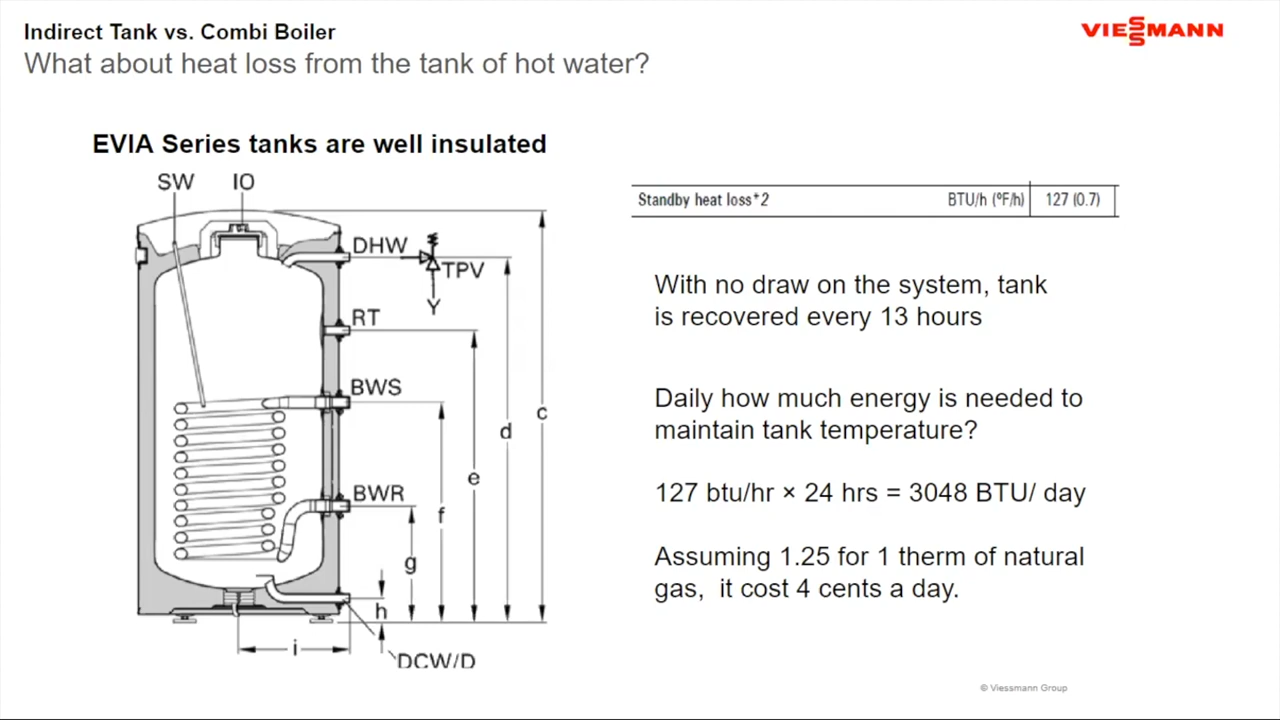 Indirect Tank vs. Combi Boiler
What about heat loss from the tank of hot water?
VIESSMANN
EVIA Series tanks are well insulated
SW IO
DHW
TPV
Y
RT
BWS
BWR
c
d
e
f
g
h
i
DCW/D
Standby heat loss*2 BTU/h (ºF/h) 127 (0.7)
With no draw on the system, tank
is recovered every 13 hours
Daily how much energy is needed to
maintain tank temperature?
127 btu/hr × 24 hrs = 3048 BTU/ day
Assuming 1.25 for 1 therm of natural
gas,  it cost 4 cents a day.
© Viessmann Group